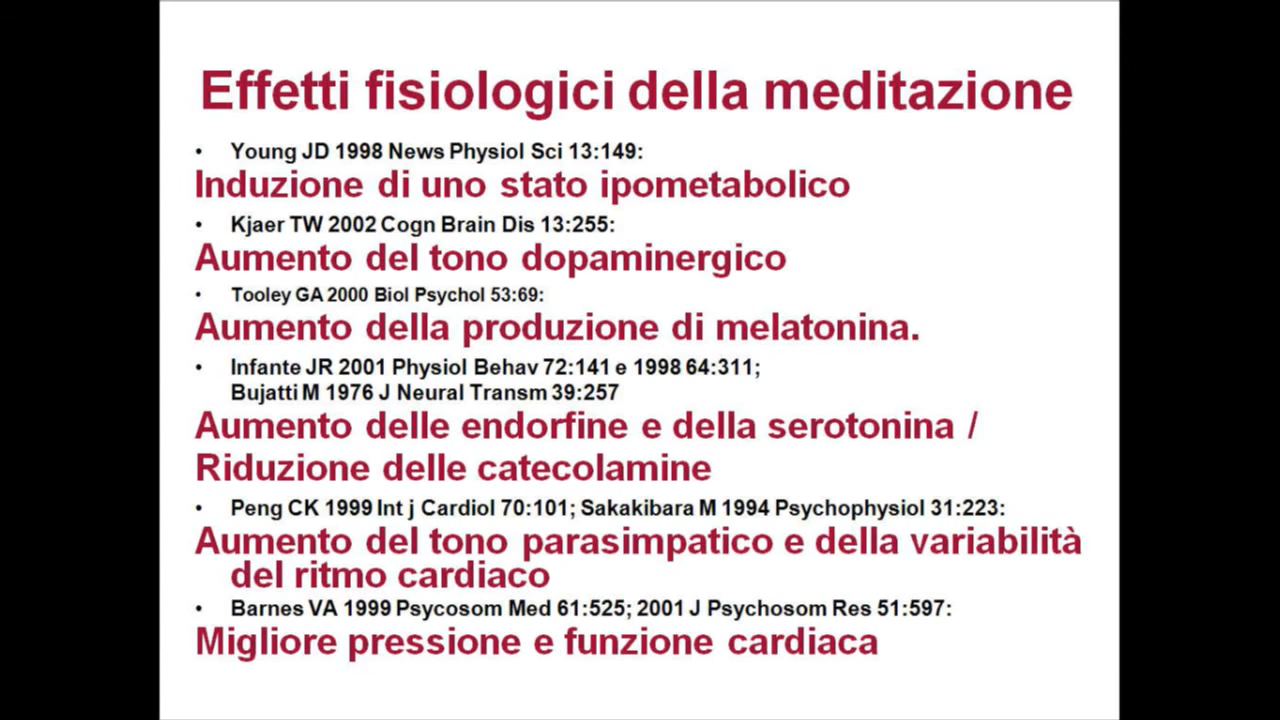 Effetti fisiologici della meditazione
• Young JD 1998 News Physiol Sci 13:149:
Induzione di uno stato ipometabolico
• Kjaer TW 2002 Cogn Brain Dis 13:255:
Aumento del tono dopaminergico
• Tooley GA 2000 Biol Psychol 53:69:
Aumento della produzione di melatonina.
• Infante JR 2001 Physiol Behav 72:141 e 1998 64:311;
Bujatti M 1976 J Neural Transm 39:257
Aumento delle endorfine e della serotonina /
Riduzione delle catecolamine
• Peng CK 1999 Int j Cardiol 70:101; Sakakibara M 1994 Psychophysiol 31:223:
Aumento del tono parasimpatico e della variabilità
del ritmo cardiaco
• Barnes VA 1999 Psycosom Med 61:525; 2001 J Psychosom Res 51:597:
Migliore pressione e funzione cardiaca